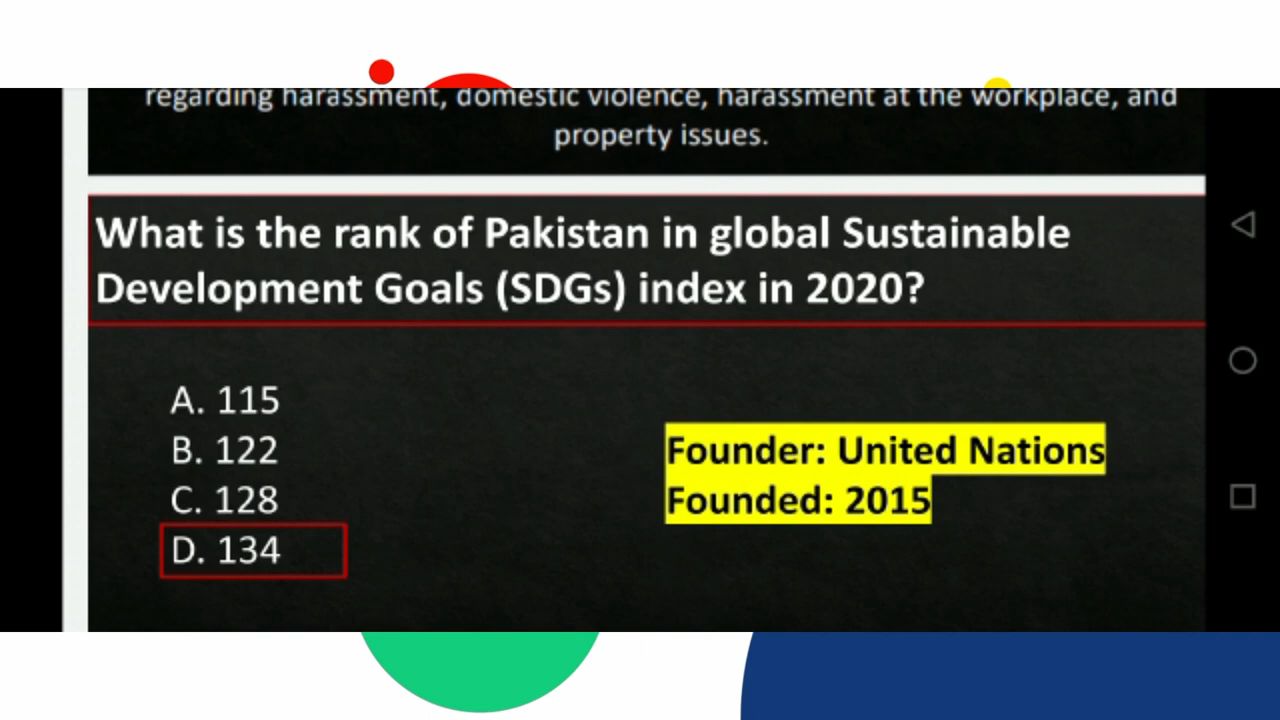 regarding harassment, domestic violence, harassment at the workplace, and
property issues.
What is the rank of Pakistan in global Sustainable
Development Goals (SDGs) index in 2020?
A. 115
B. 122
C. 128
D. 134
Founder: United Nations
Founded: 2015